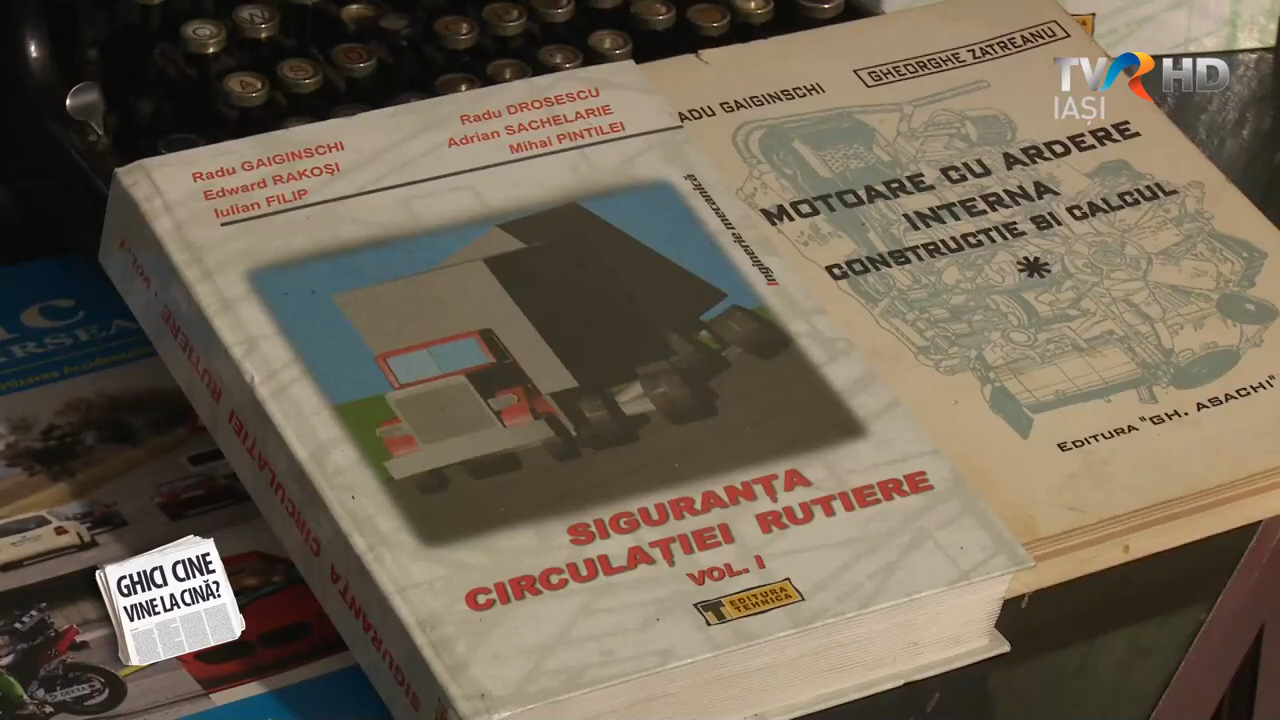 TVR HD
IAȘI
Radu GAIGINSCHI
Edward RAKOȘI
Iulian FILIP
Radu DROSESCU
Adrian SACHELARIE
Mihai PINTILEI
Inginerie mecanică
SIGURANȚA
CIRCULAȚIEI RUTIERE
VOL. I
EDITURA
TEHNICA
SIGURANȚA CIRCULAȚIEI RUTIERE • VOL. I
ADU GAIGINSCHI
GHEORGHE ZATREANU
MOTOARE CU ARDERE
INTERNA
CONSTRUCTIE SI CALCUL
*
EDITURA "GH. ASACHI"
GHICI CINE
VINE LA CINĂ?
DEKRA
W
A
S
D